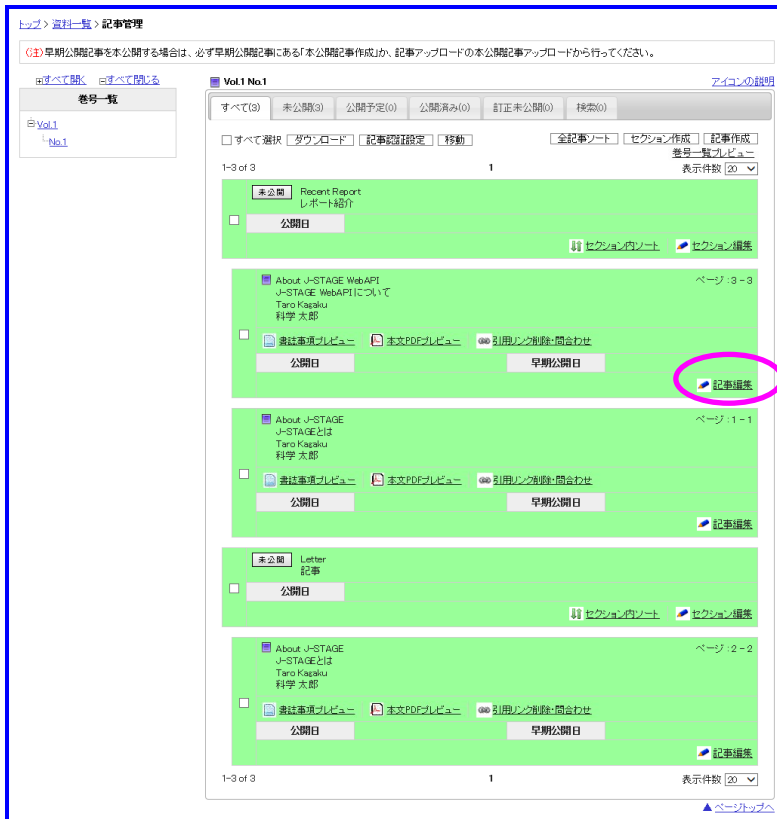 トップ > 資料一覧 > 記事管理
(注)早期公開記事を本公開する場合は、必ず早期公開記事にある「本公開記事作成」か、記事アップロードの本公開記事アップロードから行ってください。
すべて開く すべて閉じる
巻号一覧
Vol.1
No.1
Vol.1 No.1 アイコンの説明
すべて(3) 未公開(3) 公開予定(0) 公開済み(0) 訂正未公開(0) 検索(0)
すべて選択 ダウンロード 記事認証設定 移動 全記事ソート セクション作成 記事作成
巻号一覧プレビュー
1-3 of 3 1 表示件数 20
未公開 Recent Report
レポート紹介
公開日
セクション内ソート セクション編集
About J-STAGE WebAPI ページ:3-3
J-STAGE WebAPIについて
Taro Kagaku
科学 太郎
書誌事項プレビュー 本文PDFプレビュー 引用リンク削除・問合わせ
公開日 早期公開日
記事編集
About J-STAGE ページ:1-1
J-STAGEとは
Taro Kagaku
科学 太郎
書誌事項プレビュー 本文PDFプレビュー 引用リンク削除・問合わせ
公開日 早期公開日
記事編集
未公開 Letter
記事
公開日
セクション内ソート セクション編集
About J-STAGE ページ:2-2
J-STAGEとは
Taro Kagaku
科学 太郎
書誌事項プレビュー 本文PDFプレビュー 引用リンク削除・問合わせ
公開日 早期公開日
記事編集
1-3 of 3 1 表示件数 20
▲ ページトップへ